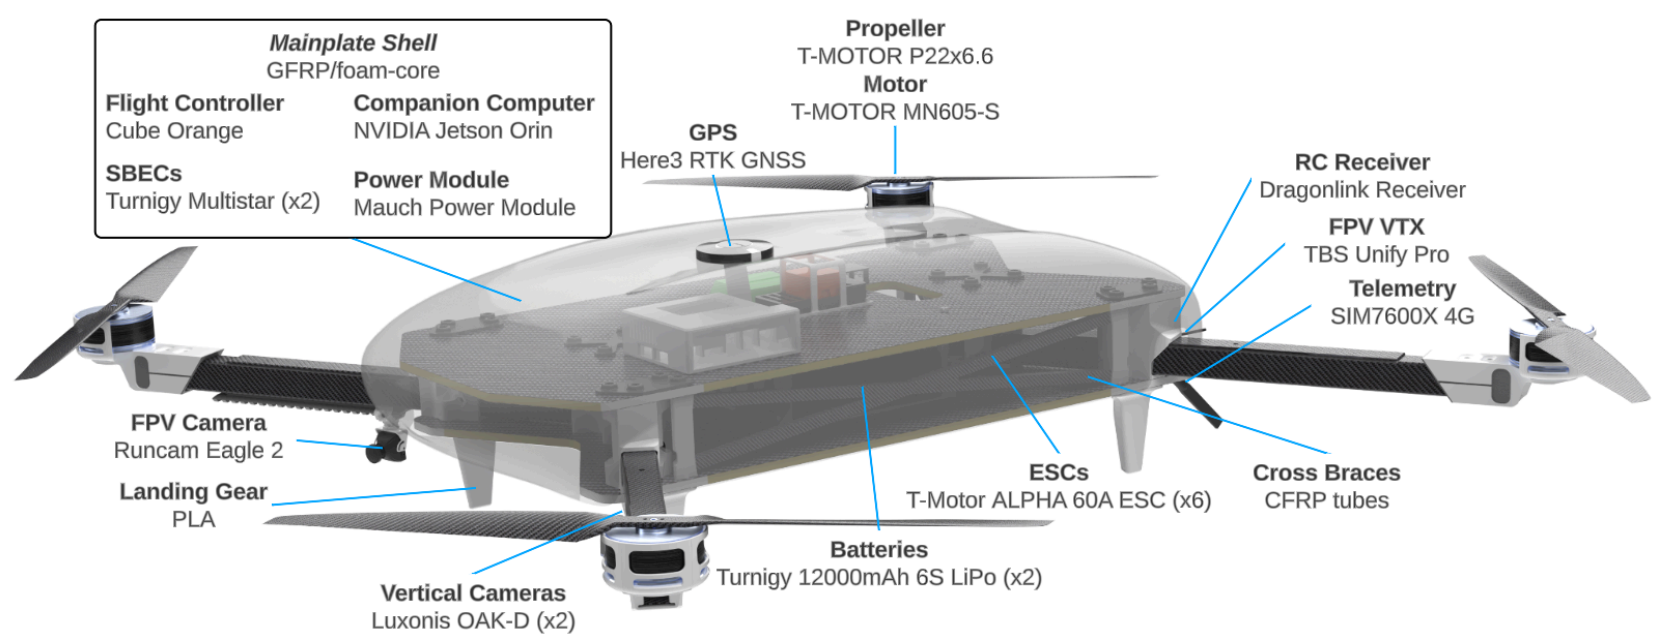 Mainplate Shell
GFRP/foam-core
Flight Controller
Cube Orange
Companion Computer
NVIDIA Jetson Orin
SBECs
Turnigy Multistar (x2)
Power Module
Mauch Power Module
Propeller
T-MOTOR P22x6.6
Motor
T-MOTOR MN605-S
GPS
Here3 RTK GNSS
RC Receiver
Dragonlink Receiver
FPV VTX
TBS Unify Pro
Telemetry
SIM7600X 4G
FPV Camera
Runcam Eagle 2
Landing Gear
PLA
Vertical Cameras
Luxonis OAK-D (x2)
Batteries
Turnigy 12000mAh 6S LiPo (x2)
ESCs
T-Motor ALPHA 60A ESC (x6)
Cross Braces
CFRP tubes